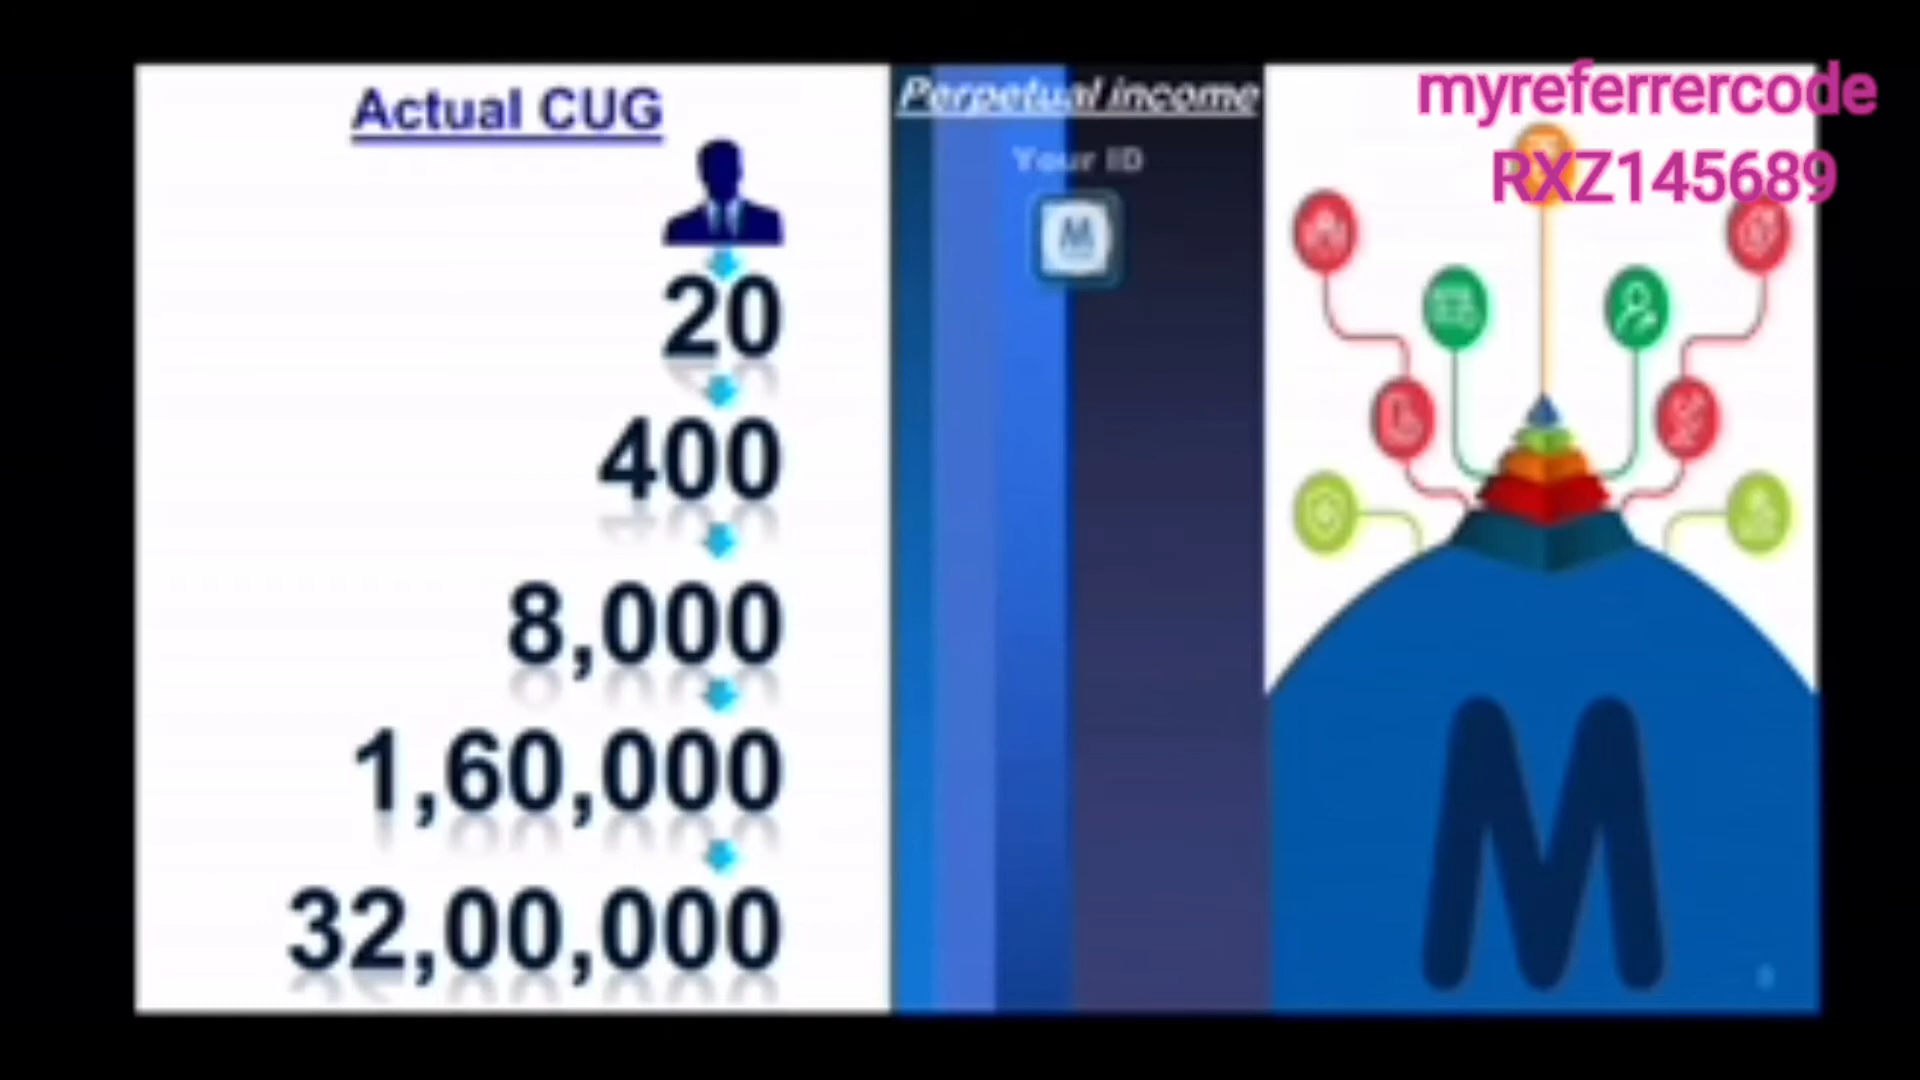 Actual CUG
20
400
8,000
1,60,000
32,00,000
Perpetual income
Your ID
M
myreferrercode
RXZ145689
M